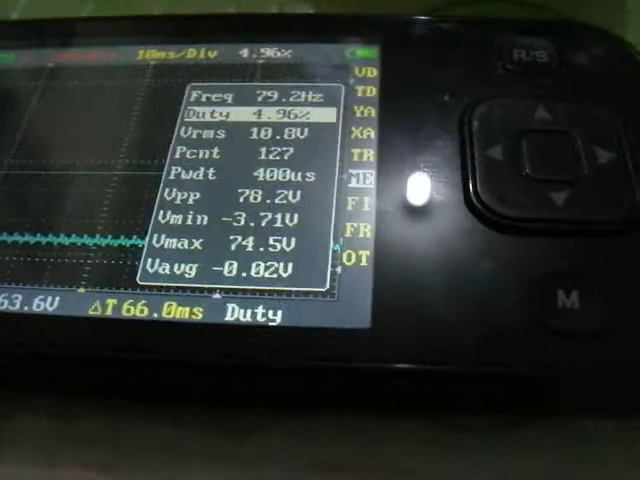 10ms/Div 4.96%
R/S
VD
Freq 79.2Hz
TD
Duty 4.96%
YA
Vrms 10.8V
XA
Pcnt 127
TR
Pwdt 400us
ME
Vpp 78.2V
FI
Vmin -3.71V
FR
Vmax 74.5V
OT
Vavg -0.02V
63.6V ΔT 66.0ms Duty
M